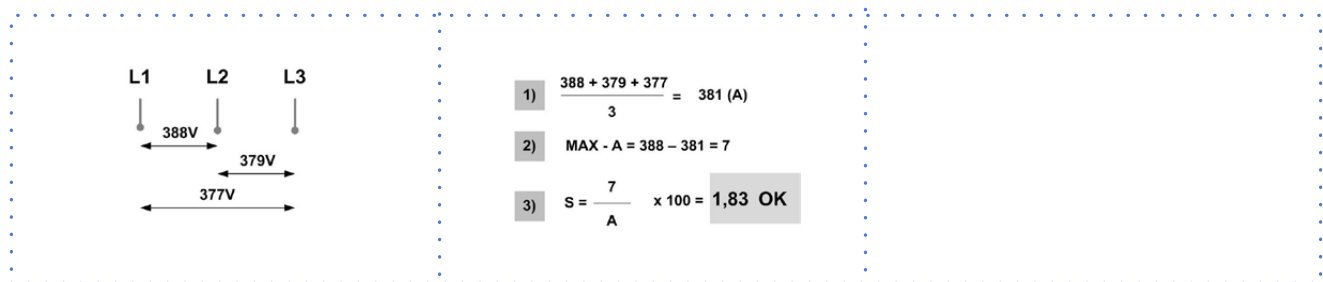 L1 L2 L3
388V
379V
377V
1) 388 + 379 + 377
3
= 381 (A)
2) MAX - A = 388 – 381 = 7
3) S = 7
A
x 100 = 1,83 OK